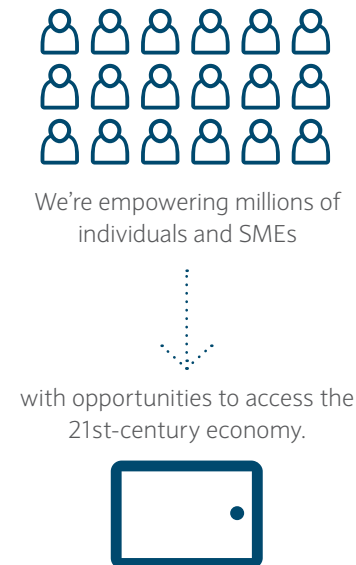 We’re empowering millions of
individuals and SMEs
with opportunities to access the
21st-century economy.